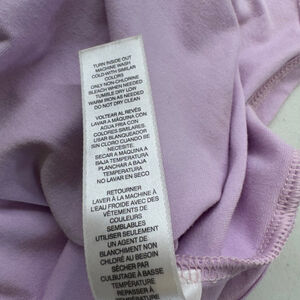 TURN INSIDE OUT
MACHINE WASH
COLD WITH SIMILAR
COLORS
ONLY NON-CHLORINE
BLEACH WHEN NEEDED
TUMBLE DRY LOW
WARM IRON AS NEEDED
DO NOT DRY CLEAN
VOLTEAR AL REVÉS
LAVAR A MÁQUINA CON
AGUA FRIA CON
COLORES SIMILARES.
USAR BLANQUEADOR
SIN CLORO CUANDO SE
NECESITE.
SECAR A MÁQUINA A
PLANCHAR A BAJA
TEMPERATURA
NO LAVAR EN SECO
RETOURNER
LAVER À LA MACHINE À
L'EAU FROIDE AVEC DES
VÊTEMENTS DE
COULEURS
SEMBLABLES
UTILISER SEULEMENT
UN AGENT DE
BLANCHIMENT NON
CHLORÉ AU BESOIN
SÉCHER PAR
CULBUTAGE À BASSE
TEMPÉRATURE
REPASSER À